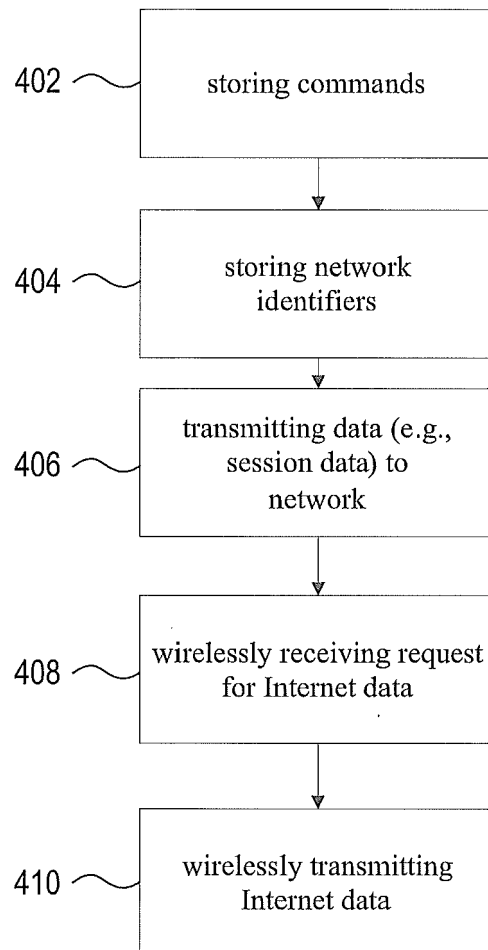 402
storing commands
404
storing network
identifiers
406
transmitting data (e.g.,
session data) to
network
408
wirelessly receiving request
for Internet data
410
wirelessly transmitting
Internet data